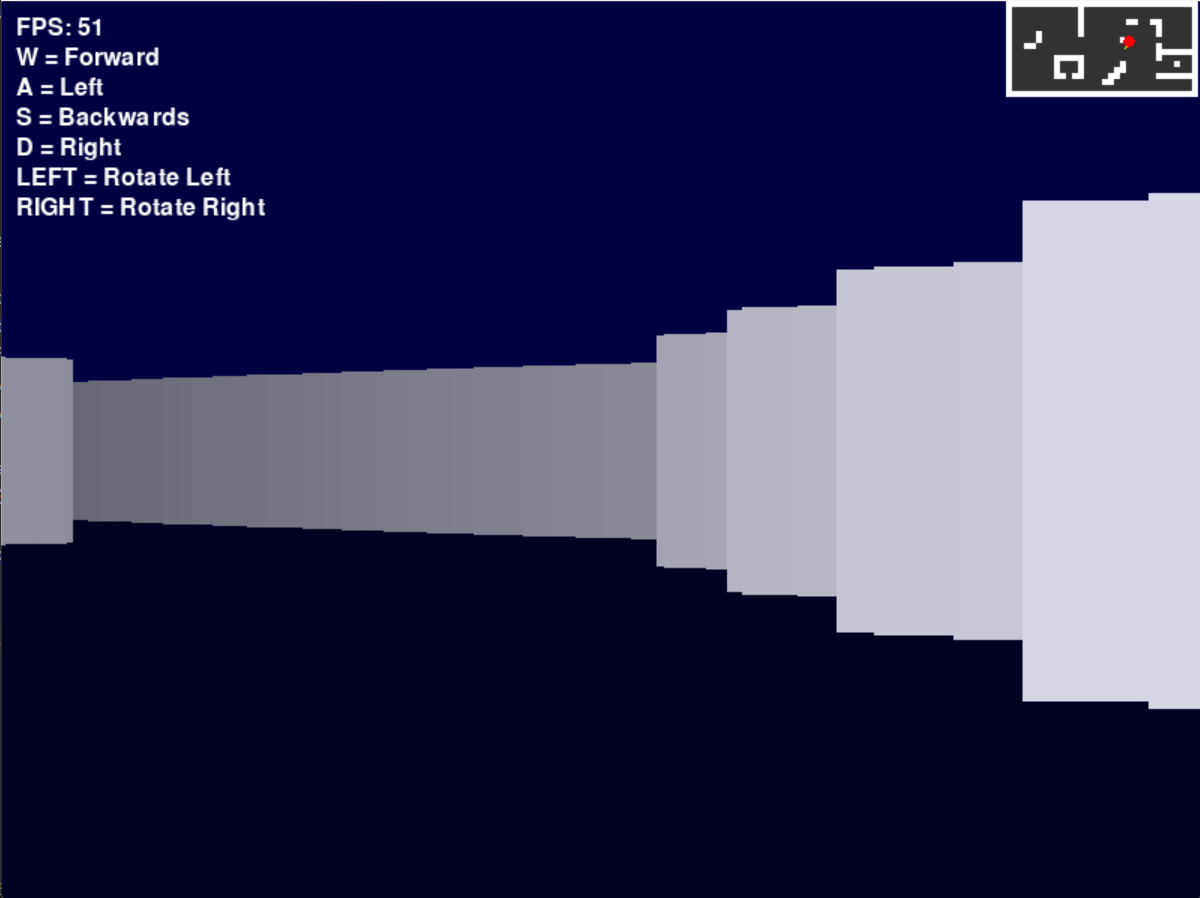 FPS: 51
W = Forward
A = Left
S = Backwards
D = Right
LEFT = Rotate Left
RIGHT = Rotate Right